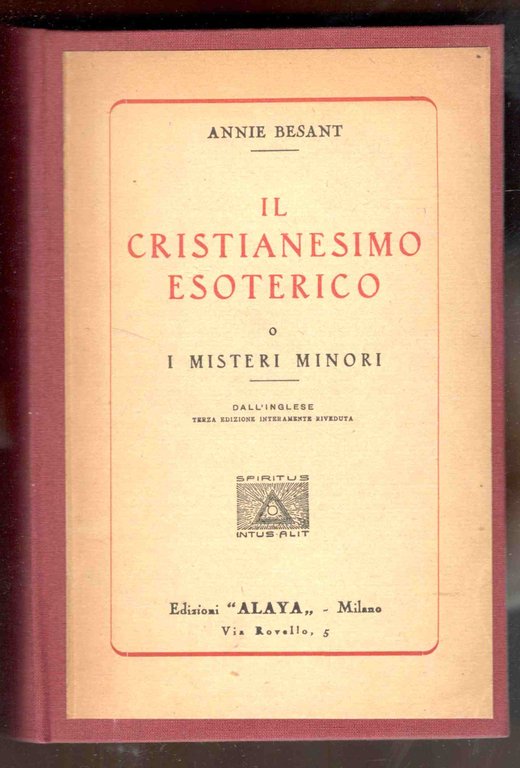 ANNIE BESANT
IL
CRISTIANESIMO
ESOTERICO
O
I MISTERI MINORI
DALL'INGLESE
TERZA EDIZIONE INTERAMENTE RIVEDUTA
SPIRITUS
INTUS·ALIT
Edizioni "ALAYA„ - Milano
Via Rovello, 5